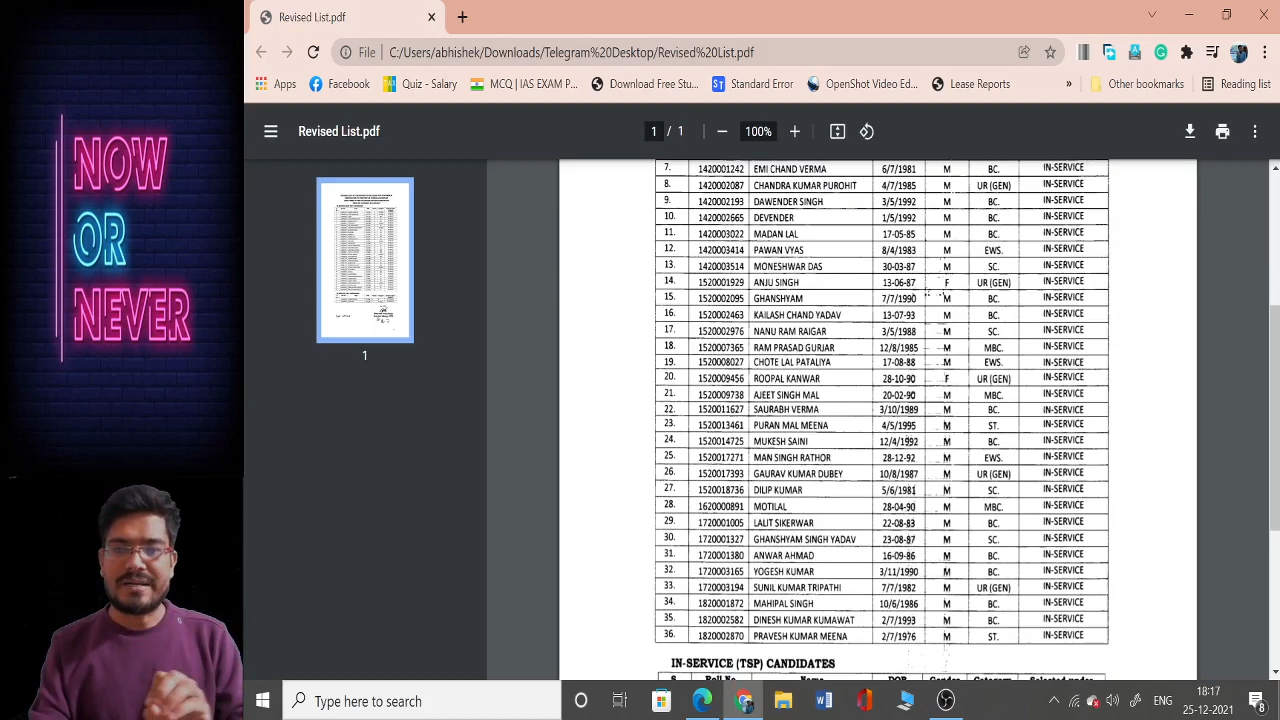 NOW
OR
NEVER
Revised List.pdf
File C:/Users/abhishek/Downloads/Telegram%20Desktop/Revised%20List.pdf
Apps Facebook Quiz - Salary MCQ | IAS EXAM P... Download Free Stu... Standard Error OpenShot Video Ed... Lease Reports » Other bookmarks Reading list
Revised List.pdf 1 / 1 100%
1
7. 1420001242 EMI CHAND VERMA 6/7/1981 M BC. IN-SERVICE
8. 1420002087 CHANDRA KUMAR PUROHIT 4/7/1985 M UR (GEN) IN-SERVICE
9. 1420002193 DAWENDER SINGH 3/5/1992 M BC. IN-SERVICE
10. 1420002665 DEVENDER 1/5/1992 M BC. IN-SERVICE
11. 1420003022 MADAN LAL 17-05-85 M BC. IN-SERVICE
12. 1420003414 PAWAN VYAS 8/4/1983 M EWS. IN-SERVICE
13. 1420003514 MONESHWAR DAS 30-03-87 M SC. IN-SERVICE
14. 1520001929 ANJU SINGH 13-06-87 F UR (GEN) IN-SERVICE
15. 1520002095 GHANSHYAM 7/7/1990 M BC. IN-SERVICE
16. 1520002463 KAILASH CHAND YADAV 13-07-93 M BC. IN-SERVICE
17. 1520002976 NANU RAM RAIGAR 3/5/1988 M SC. IN-SERVICE
18. 1520007365 RAM PRASAD GURJAR 12/8/1985 M MBC. IN-SERVICE
19. 1520008027 CHOTE LAL PATALIYA 17-08-88 M EWS. IN-SERVICE
20. 1520009456 ROOPAL KANWAR 28-10-90 F UR (GEN) IN-SERVICE
21. 1520009738 AJEET SINGH MAL 20-02-90 M MBC. IN-SERVICE
22. 1520011627 SAURABH VERMA 3/10/1989 M BC. IN-SERVICE
23. 1520013461 PURAN MAL MEENA 4/5/1995 M ST. IN-SERVICE
24. 1520014725 MUKESH SAINI 12/4/1992 M BC. IN-SERVICE
25. 1520017271 MAN SINGH RATHOR 28-12-92 M EWS. IN-SERVICE
26. 1520017393 GAURAV KUMAR DUBEY 10/8/1987 M UR (GEN) IN-SERVICE
27. 1520018736 DILIP KUMAR 5/6/1981 M SC. IN-SERVICE
28. 1620000891 MOTILAL 28-04-90 M MBC. IN-SERVICE
29. 1720001005 LALIT SIKERWAR 22-08-83 M BC. IN-SERVICE
30. 1720001327 GHANSHYAM SINGH YADAV 23-08-87 M SC. IN-SERVICE
31. 1720001380 ANWAR AHMAD 16-09-86 M BC. IN-SERVICE
32. 1720003165 YOGESH KUMAR 3/11/1990 M BC. IN-SERVICE
33. 1720003194 SUNIL KUMAR TRIPATHI 7/7/1982 M UR (GEN) IN-SERVICE
34. 1820001872 MAHIPAL SINGH 10/6/1986 M BC. IN-SERVICE
35. 1820002582 DINESH KUMAR KUMAWAT 2/7/1993 M BC. IN-SERVICE
36. 1820002870 PRAVESH KUMAR MEENA 2/7/1976 M ST. IN-SERVICE
IN-SERVICE (TSP) CANDIDATES
S. Roll No. Name DOB Gender Category Selected under
Type here to search ENG 18:17
25-12-2021 8